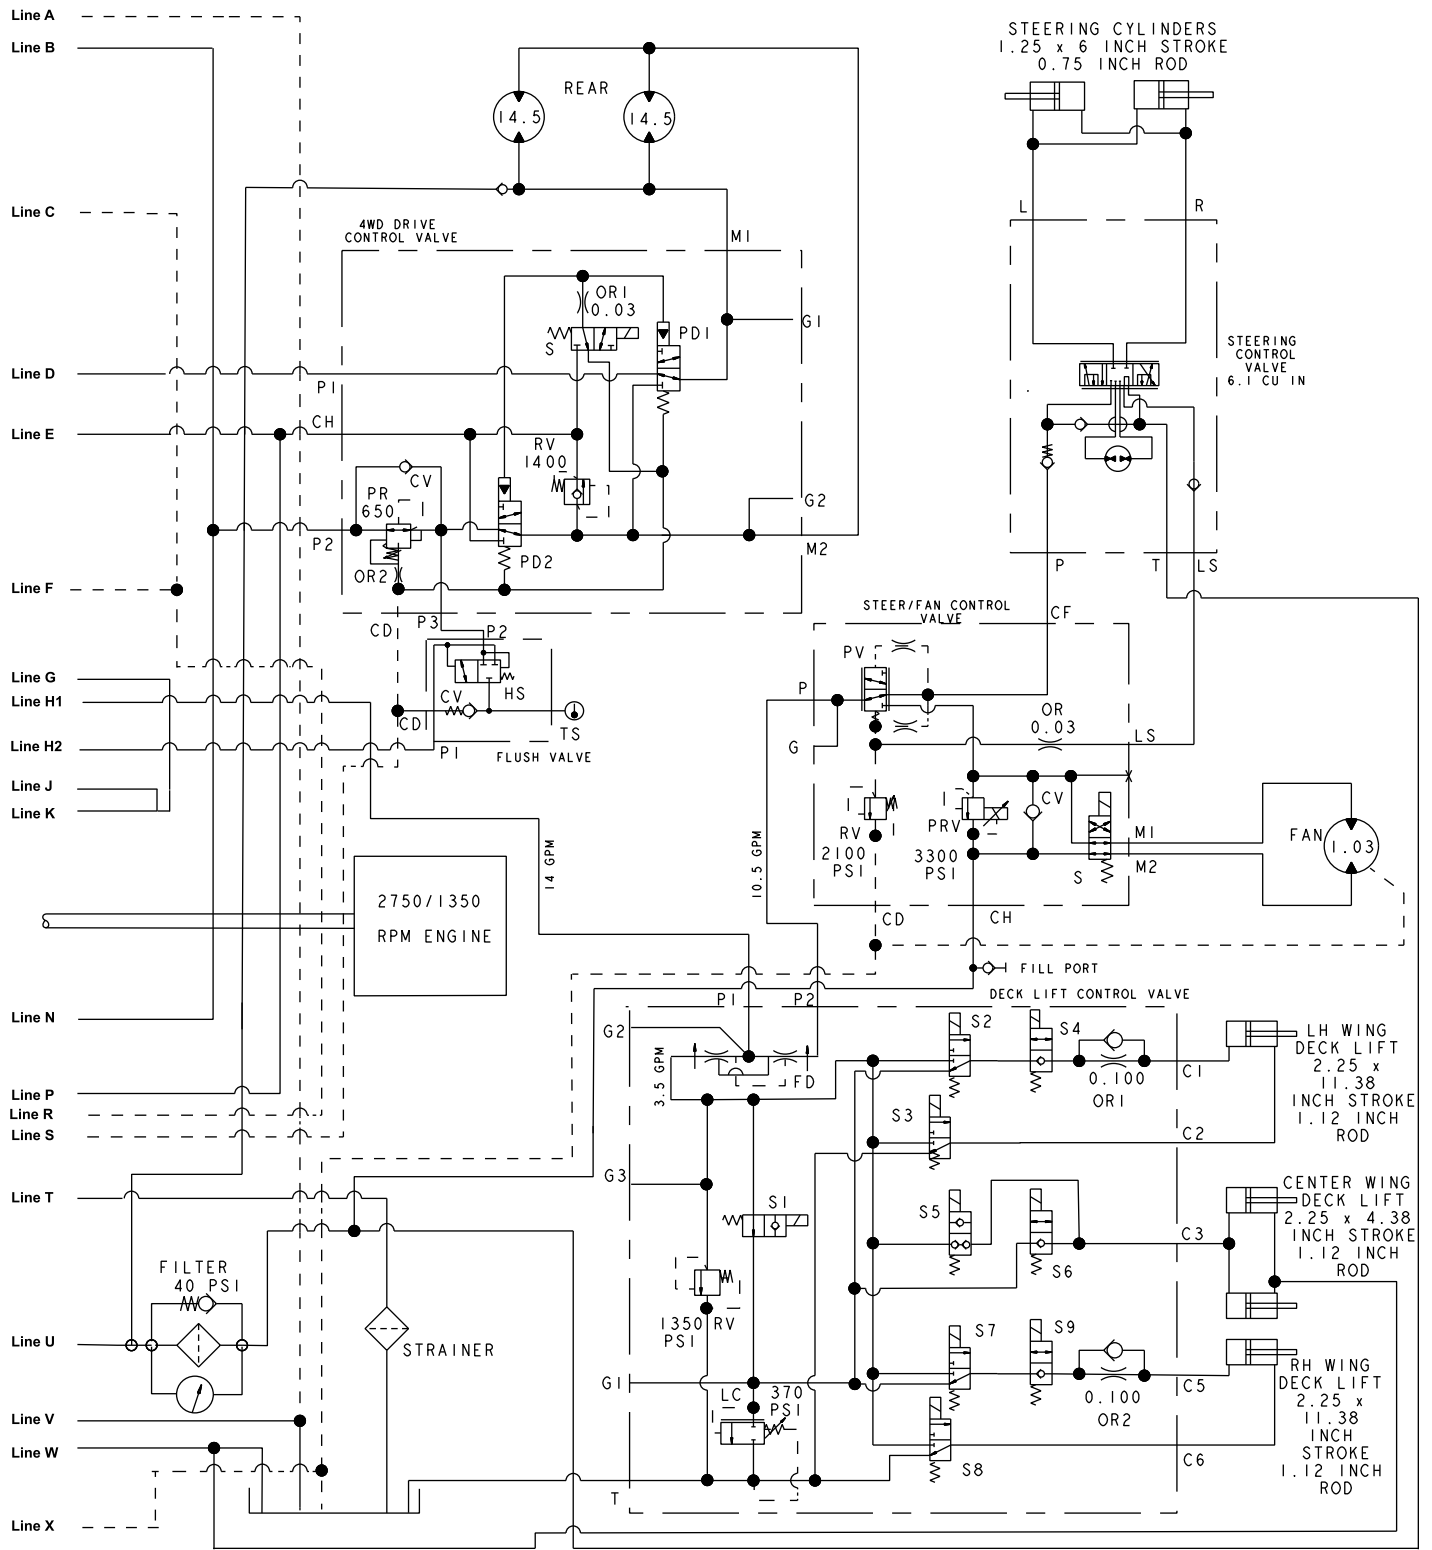 Line A
Line B
Line C
Line D
Line E
Line F
Line G
Line H1
Line H2
Line J
Line K
Line N
Line P
Line R
Line S
Line T
Line U
Line V
Line W
Line X
REAR
14.5
14.5
4WD DRIVE
CONTROL VALVE
M1
OR1
0.03
S
PD1
G1
P1
CH
RV
1400
CV
PR
650
P2
OR2
PD2
G2
M2
CD
P3
P2
HS
CV
CD
TS
P1
FLUSH VALVE
STEERING CYLINDERS
1.25 x 6 INCH STROKE
0.75 INCH ROD
L
R
STEERING
CONTROL
VALVE
6.1 CU IN
P
T
LS
STEER/FAN CONTROL
VALVE
CF
PV
P
G
OR
0.03
LS
RV
2100
PSI
PRV
3300
PSI
CV
S
M1
M2
FAN
1.03
CD
CH
FILL PORT
2750/1350
RPM ENGINE
14 GPM
10.5 GPM
DECK LIFT CONTROL VALVE
P1
P2
G2
3.5 GPM
FD
S2
S4
0.100
OR1
C1
LH WING
DECK LIFT
2.25 x
11.38
INCH STROKE
1.12 INCH
ROD
S3
C2
G3
S1
S5
S6
C3
CENTER WING
DECK LIFT
2.25 x 4.38
INCH STROKE
1.12 INCH
ROD
1350 RV
PSI
G1
LC
370
PSI
S7
S9
0.100
OR2
C5
RH WING
DECK LIFT
2.25 x
11.38
INCH
STROKE
1.12 INCH
ROD
S8
C6
T
FILTER
40 PSI
STRAINER